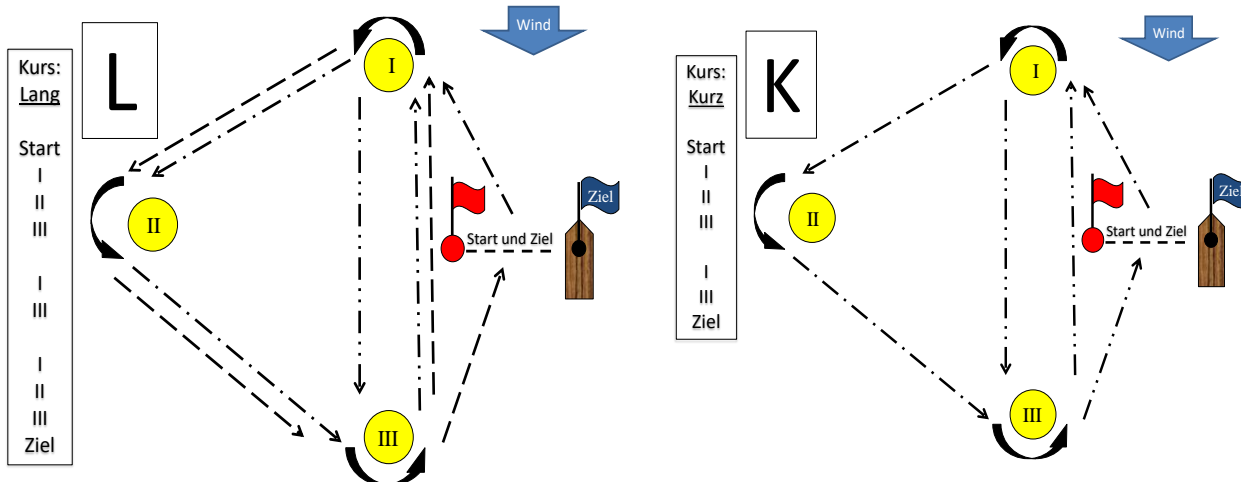 Kurs:
Lang
Start
I
II
III
I
III
I
II
III
Ziel
L
I
II
III
Wind
Ziel
Start und Ziel
Kurs:
Kurz
Start
I
II
III
I
III
Ziel
K
I
II
III
Wind
Ziel
Start und Ziel